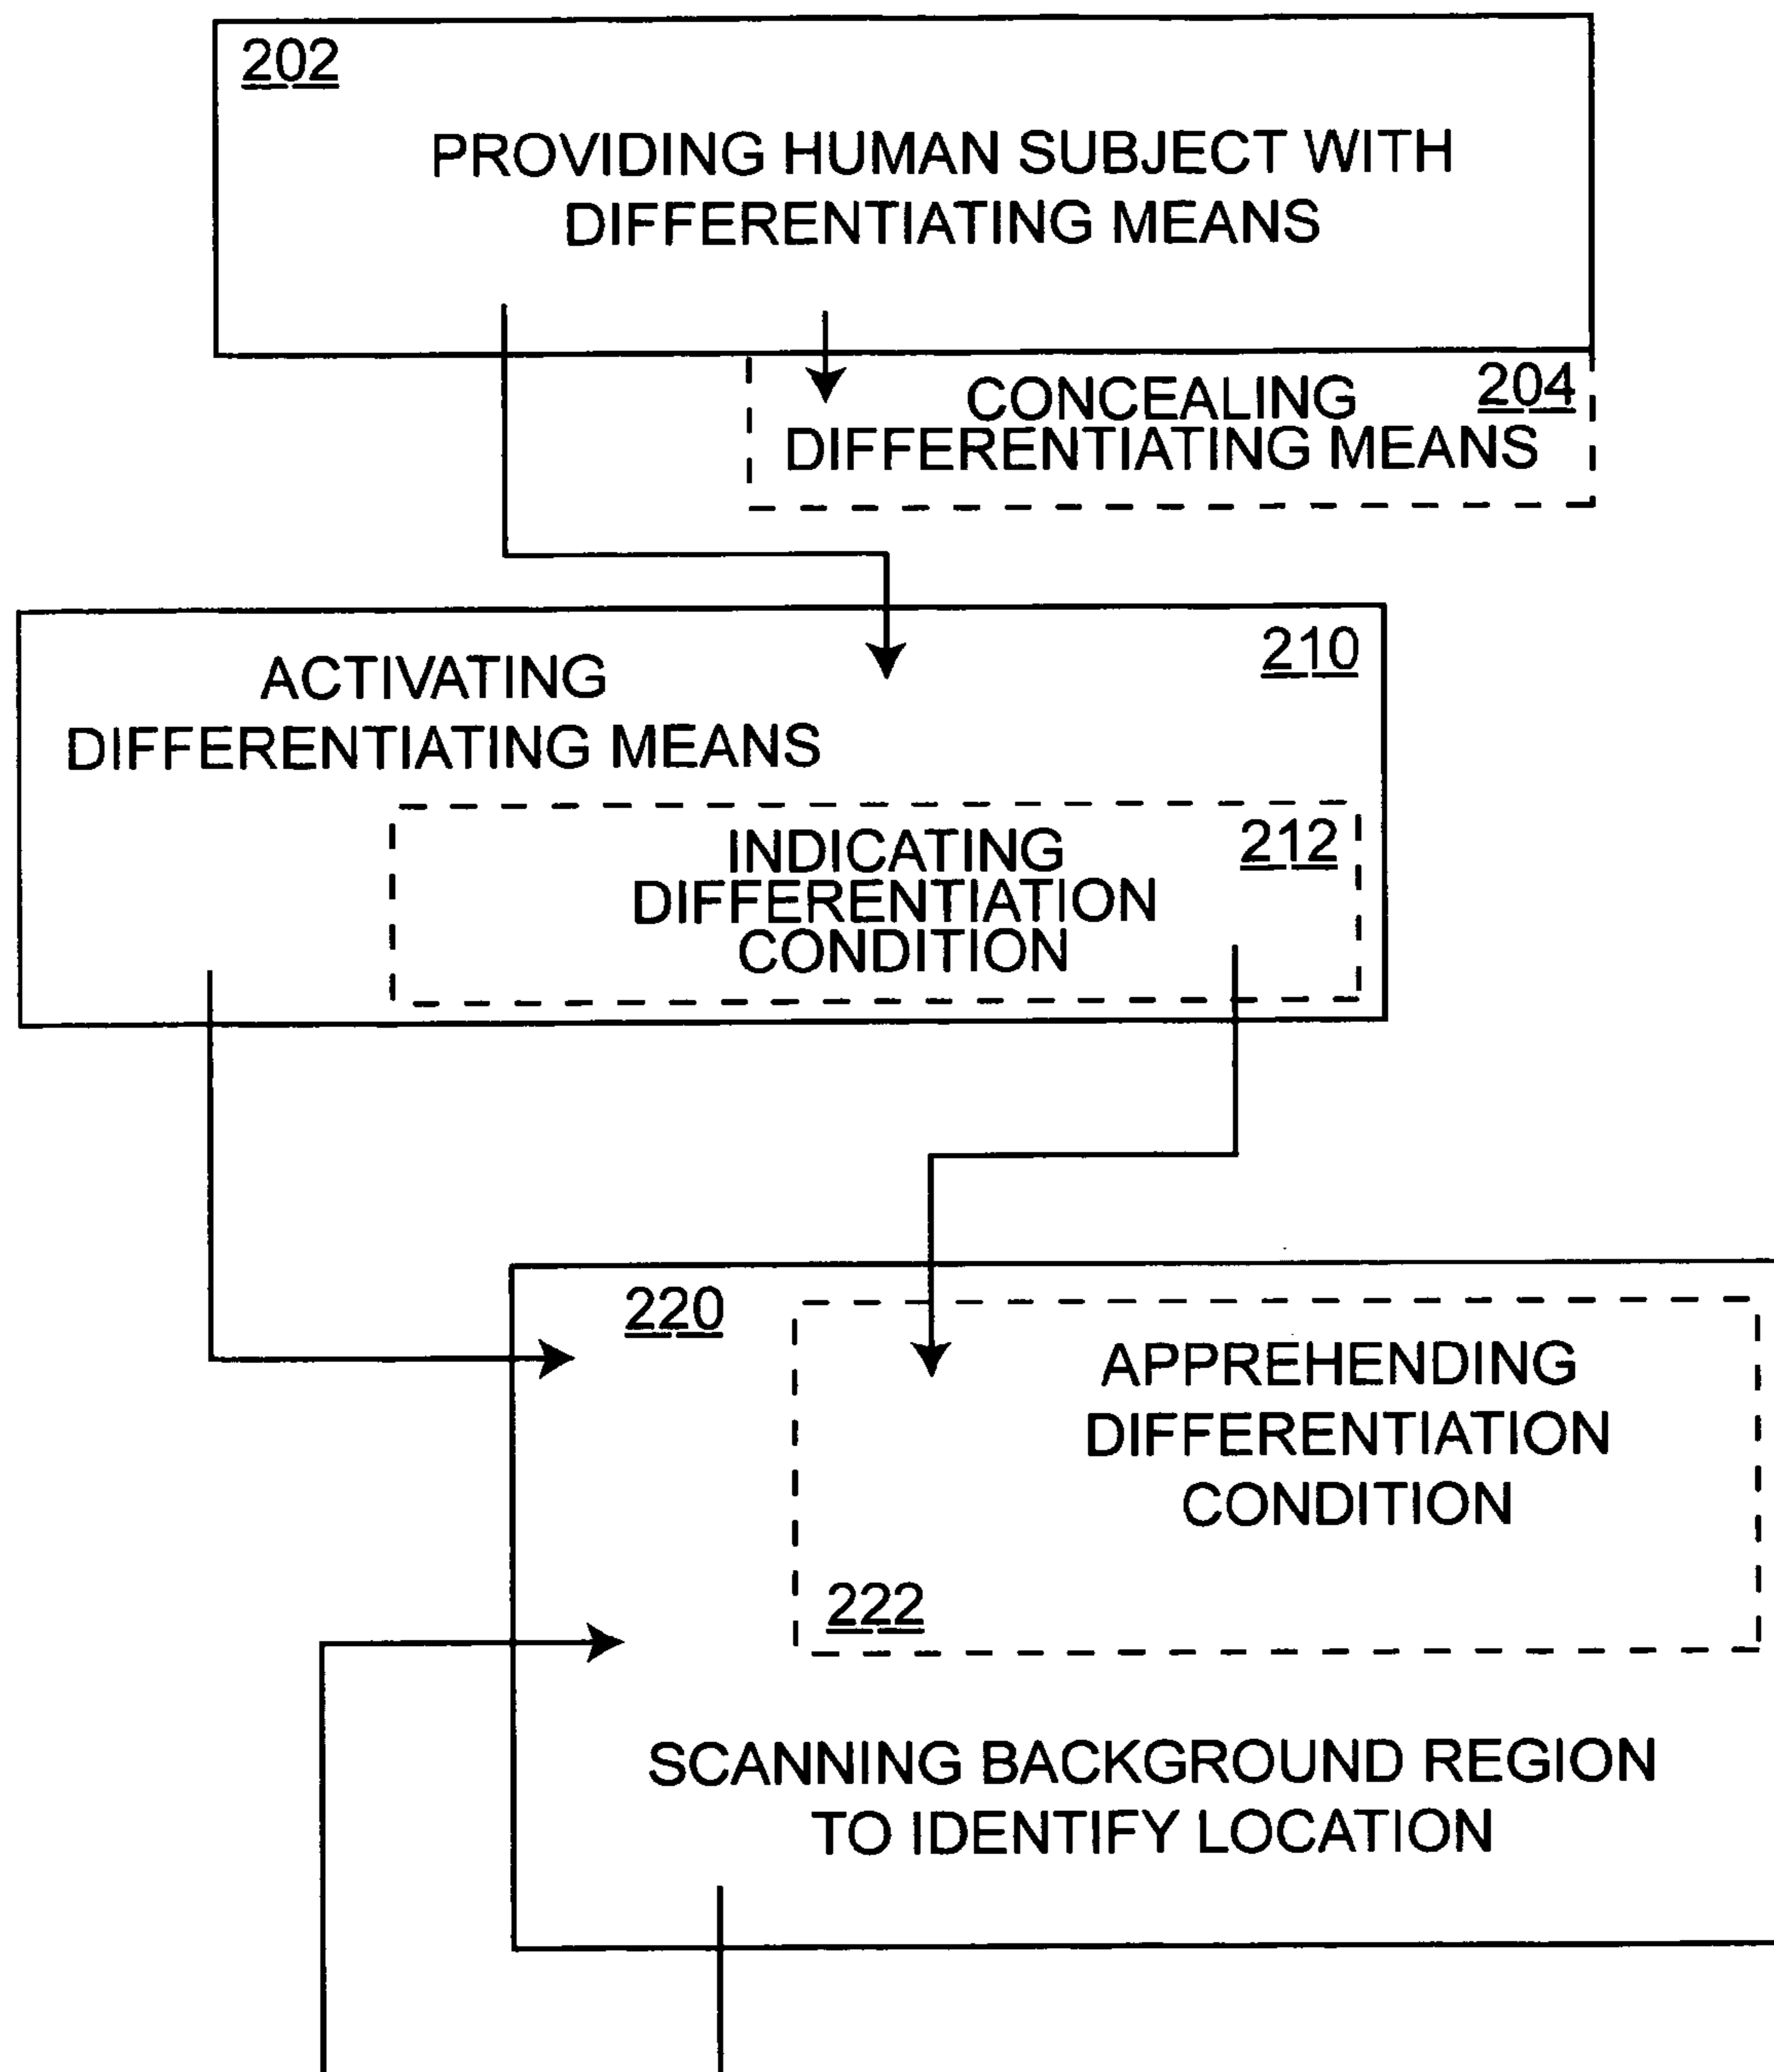 202
PROVIDING HUMAN SUBJECT WITH
DIFFERENTIATING MEANS
204
CONCEALING
DIFFERENTIATING MEANS
210
ACTIVATING
DIFFERENTIATING MEANS
212
INDICATING
DIFFERENTIATION
CONDITION
220
APPREHENDING
DIFFERENTIATION
CONDITION
222
SCANNING BACKGROUND REGION
TO IDENTIFY LOCATION